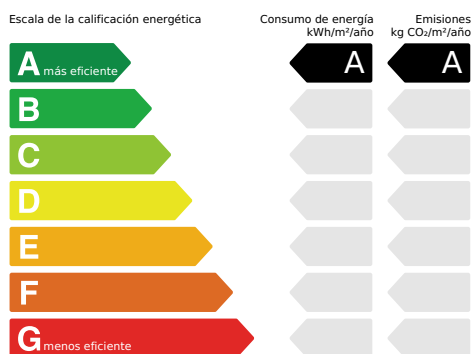 Escala de la calificación energética
Consumo de energía
kWh/m²/año
Emisiones
kg CO₂/m²/año
A más eficiente
A
A
B
C
D
E
F
G menos eficiente